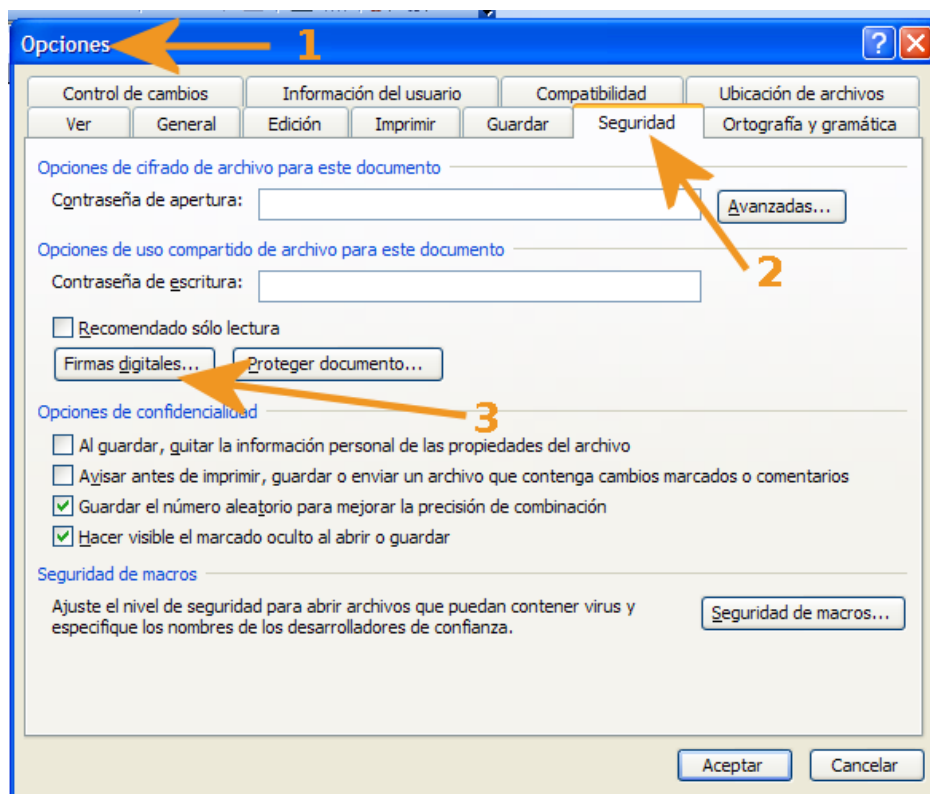 Opciones 1
Control de cambios Información del usuario Compatibilidad Ubicación de archivos
Ver General Edición Imprimir Guardar Seguridad Ortografía y gramática
Opciones de cifrado de archivo para este documento
Contraseña de apertura: Avanzadas...
Opciones de uso compartido de archivo para este documento
2
Contraseña de escritura:
Recomendado sólo lectura
Firmas digitales... Proteger documento...
3
Opciones de confidencialidad
Al guardar, quitar la información personal de las propiedades del archivo
Avisar antes de imprimir, guardar o enviar un archivo que contenga cambios marcados o comentarios
Guardar el número aleatorio para mejorar la precisión de combinación
Hacer visible el marcado oculto al abrir o guardar
Seguridad de macros
Ajuste el nivel de seguridad para abrir archivos que puedan contener virus y
especifique los nombres de los desarrolladores de confianza.
Seguridad de macros...
Aceptar Cancelar